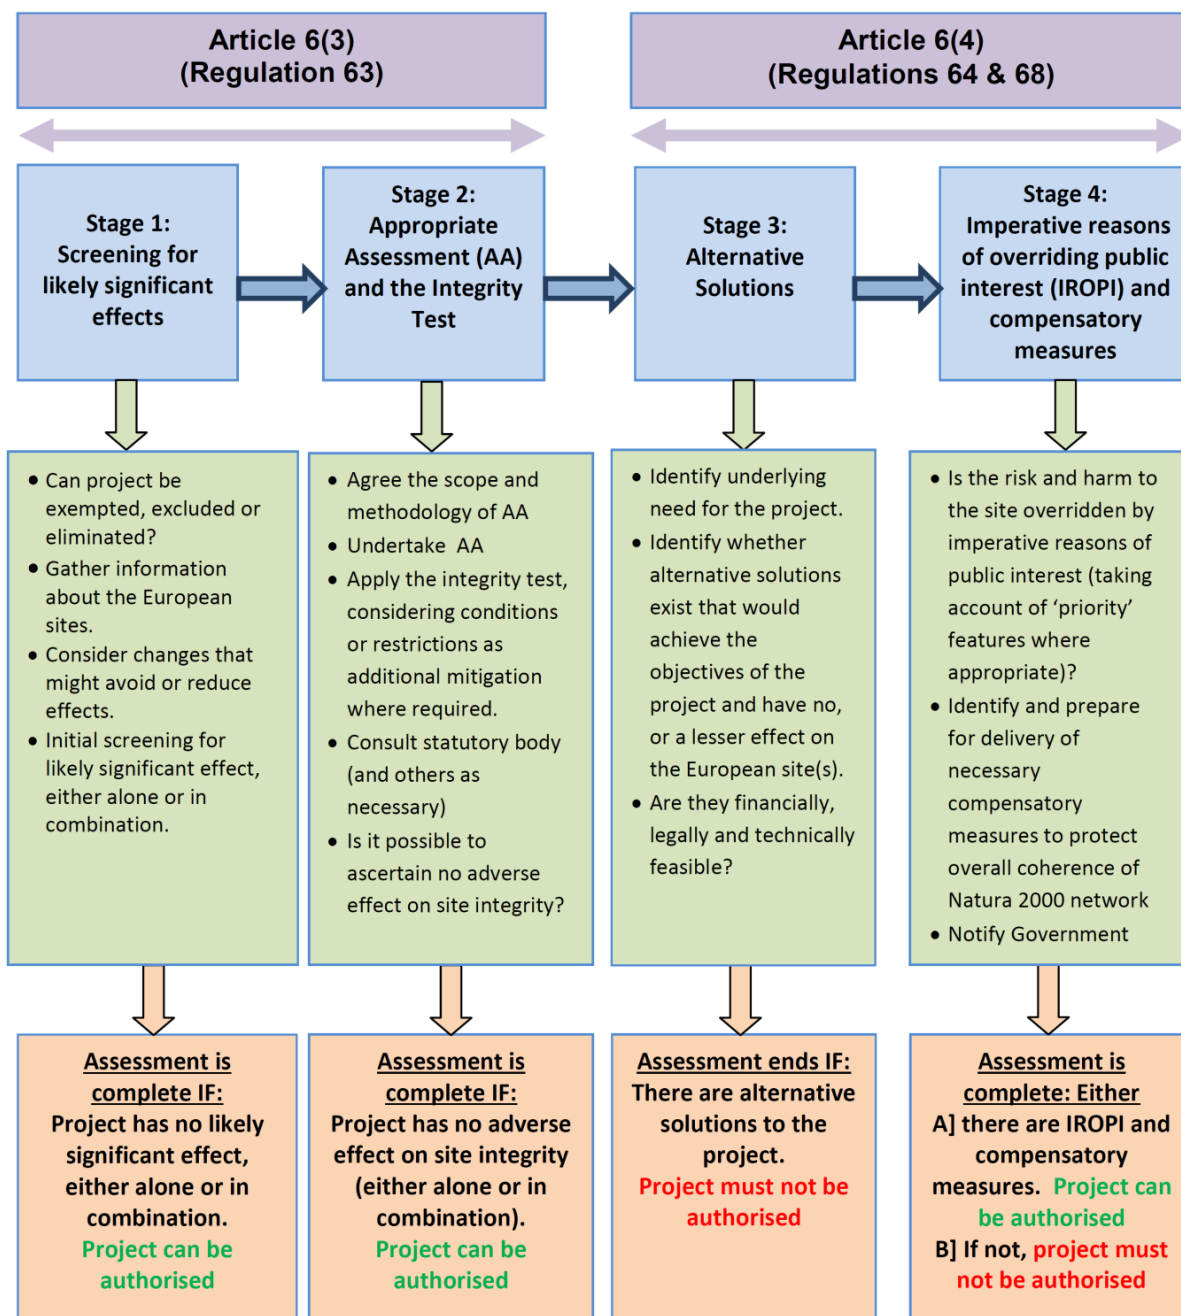 Article 6(3)
(Regulation 63)
Article 6(4)
(Regulations 64 & 68)
Stage 1:
Screening for
likely significant
effects
Stage 2:
Appropriate
Assessment (AA)
and the Integrity
Test
Stage 3:
Alternative
Solutions
Stage 4:
Imperative reasons
of overriding public
interest (IROPI) and
compensatory
measures
• Can project be
exempted, excluded or
eliminated?
• Gather information
about the European
sites.
• Consider changes that
might avoid or reduce
effects.
• Initial screening for
likely significant effect,
either alone or in
combination.
• Agree the scope and
methodology of AA
• Undertake AA
• Apply the integrity test,
considering conditions
or restrictions as
additional mitigation
where required.
• Consult statutory body
(and others as
necessary)
• Is it possible to
ascertain no adverse
effect on site integrity?
• Identify underlying
need for the project.
• Identify whether
alternative solutions
exist that would
achieve the
objectives of the
project and have no,
or a lesser effect on
the European site(s).
• Are they financially,
legally and technically
feasible?
• Is the risk and harm to
the site overridden by
imperative reasons of
public interest (taking
account of ‘priority’
features where
appropriate)?
• Identify and prepare
for delivery of
necessary
compensatory
measures to protect
overall coherence of
Natura 2000 network
• Notify Government
Assessment is
complete IF:
Project has no likely
significant effect,
either alone or in
combination.
Project can be
authorised
Assessment is
complete IF:
Project has no adverse
effect on site integrity
(either alone or in
combination).
Project can be
authorised
Assessment ends IF:
There are alternative
solutions to the
project.
Project must not be
authorised
Assessment is
complete: Either
A] there are IROPI and
compensatory
measures. Project can
be authorised
B] If not, project must
not be authorised